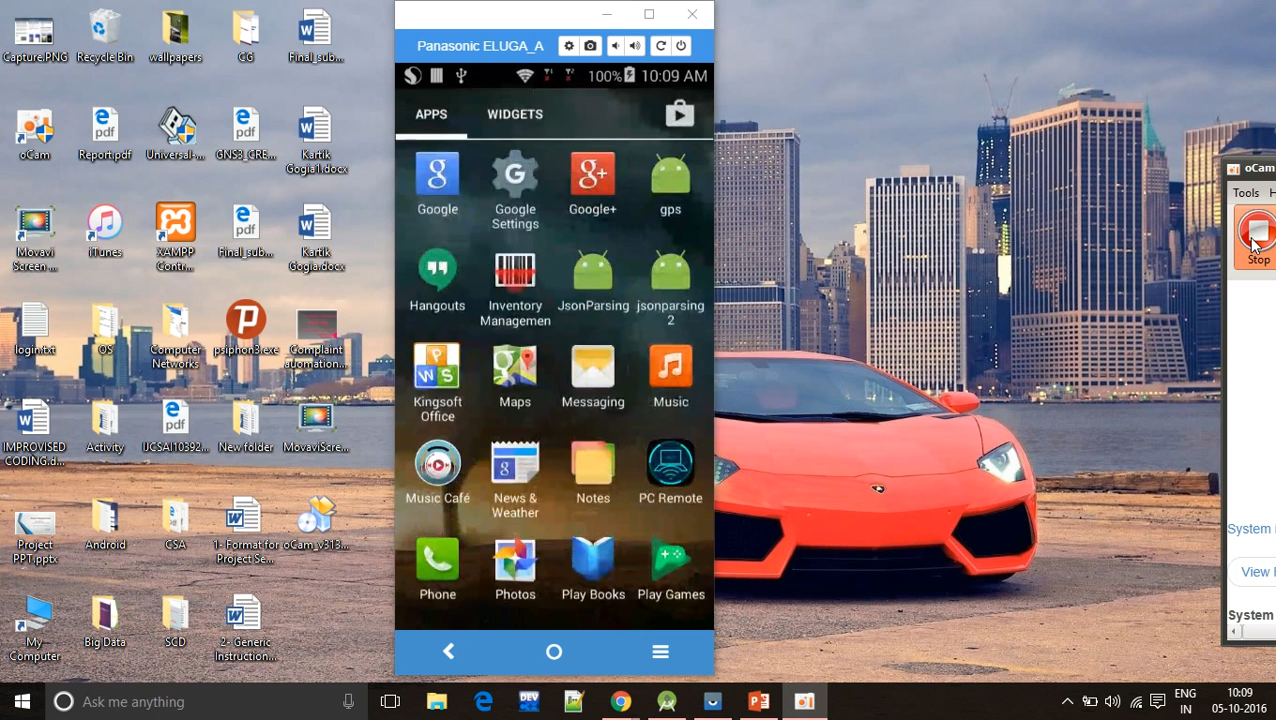 Capture.PNG
Recycle Bin
wallpapers
CG
Final_sub...
oCam
Report.pdf
Universal-...
GNS3_CRE...
Kartik
Gogia1.docx
Movavi
Screen ...
iTunes
XAMPP
Contr...
Final_sub...
Kartik
Gogia.docx
login.txt
OS
Computer
Networks
psiphon3.exe
Complaint
automation...
IMPROVISED
CODING.d...
Activity
UCSAI10392...
New folder
MovaviScre...
Project
PPT.pptx
Android
CSA
1- Format for
Project Se...
oCam_v313...
My
Computer
Big Data
SCD
2- Generic
Instruction...
Panasonic ELUGA_A
100% 10:09 AM
APPS WIDGETS
Google
Google
Settings
Google+
gps
Hangouts
Inventory
Managemen
JsonParsing
jsonparsing
2
Kingsoft
Office
Maps
Messaging
Music
Music Café
News &
Weather
Notes
PC Remote
Phone
Photos
Play Books
Play Games
oCam
Tools H
Stop
System
View
System
Ask me anything
ENG
IN
10:09
05-10-2016